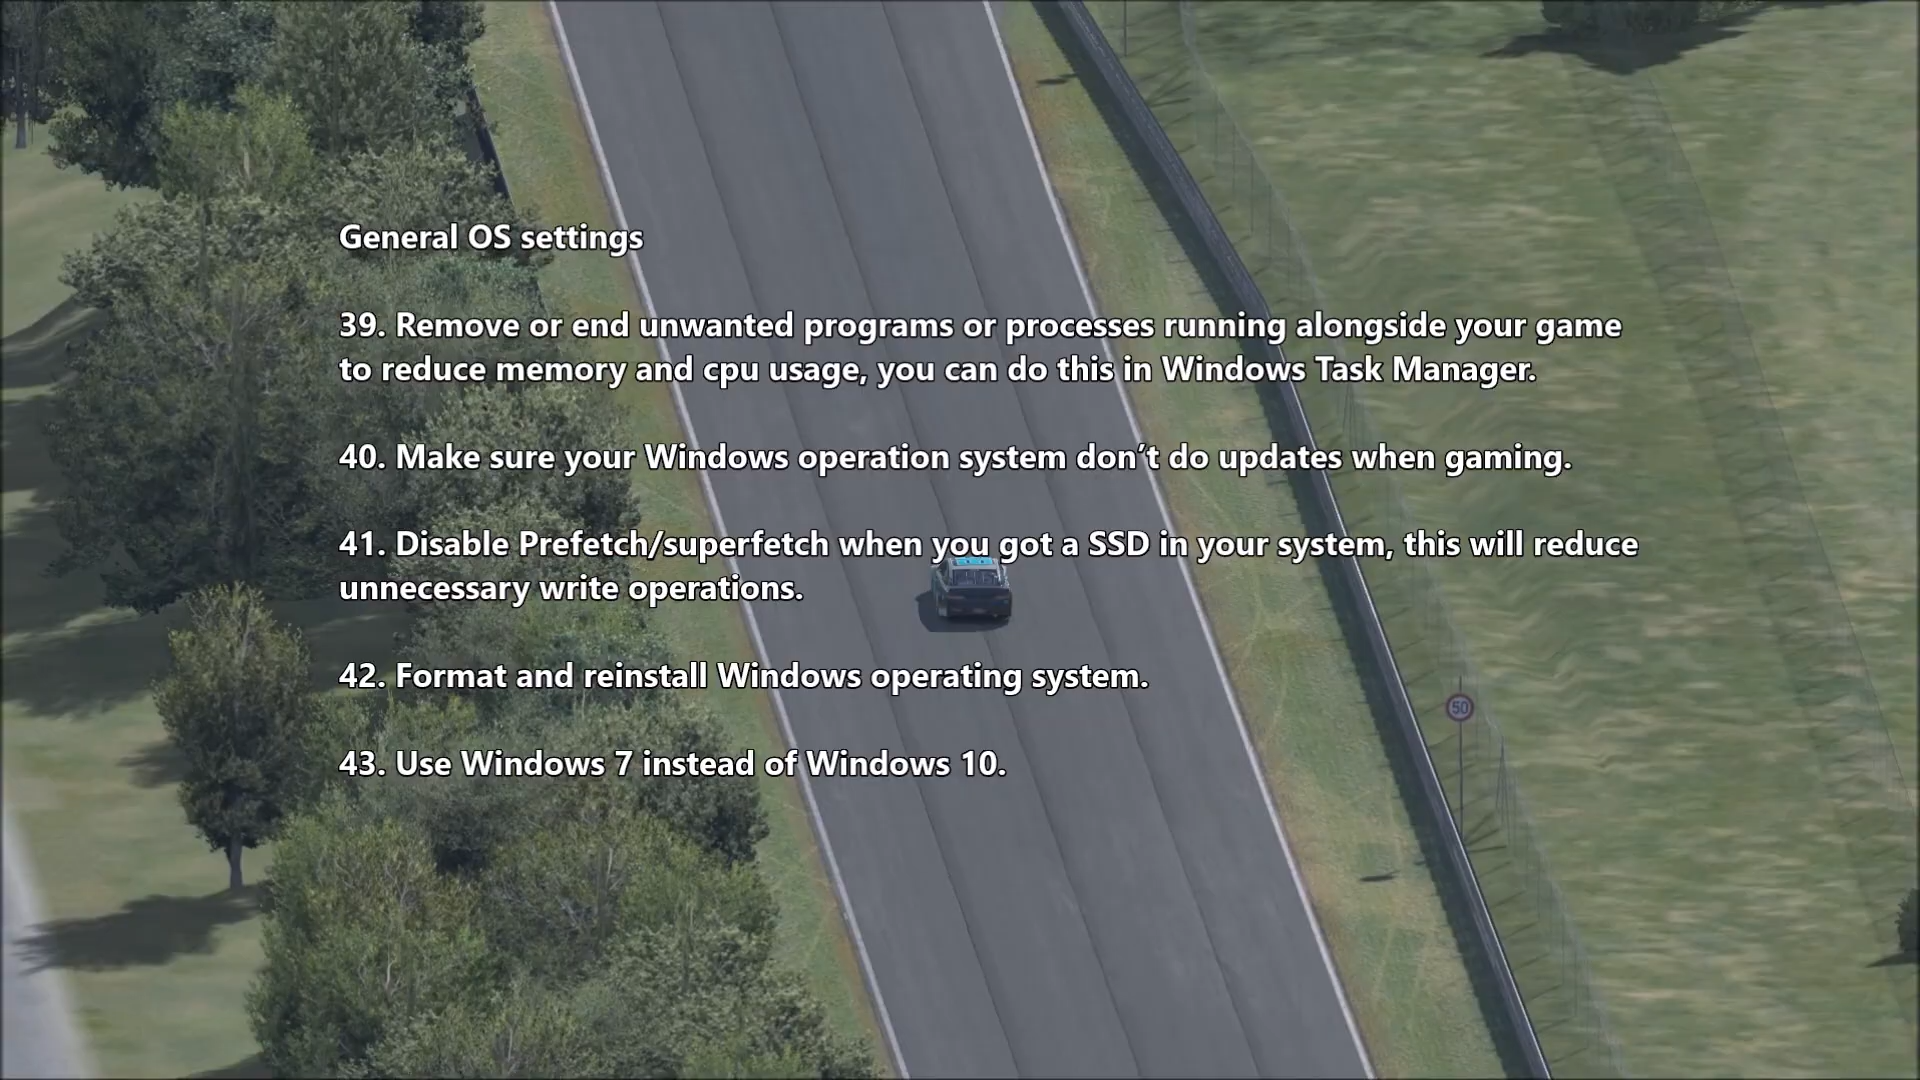 General OS settings
39. Remove or end unwanted programs or processes running alongside your game
to reduce memory and cpu usage, you can do this in Windows Task Manager.
40. Make sure your Windows operation system don’t do updates when gaming.
41. Disable Prefetch/superfetch when you got a SSD in your system, this will reduce
unnecessary write operations.
42. Format and reinstall Windows operating system.
50
43. Use Windows 7 instead of Windows 10.